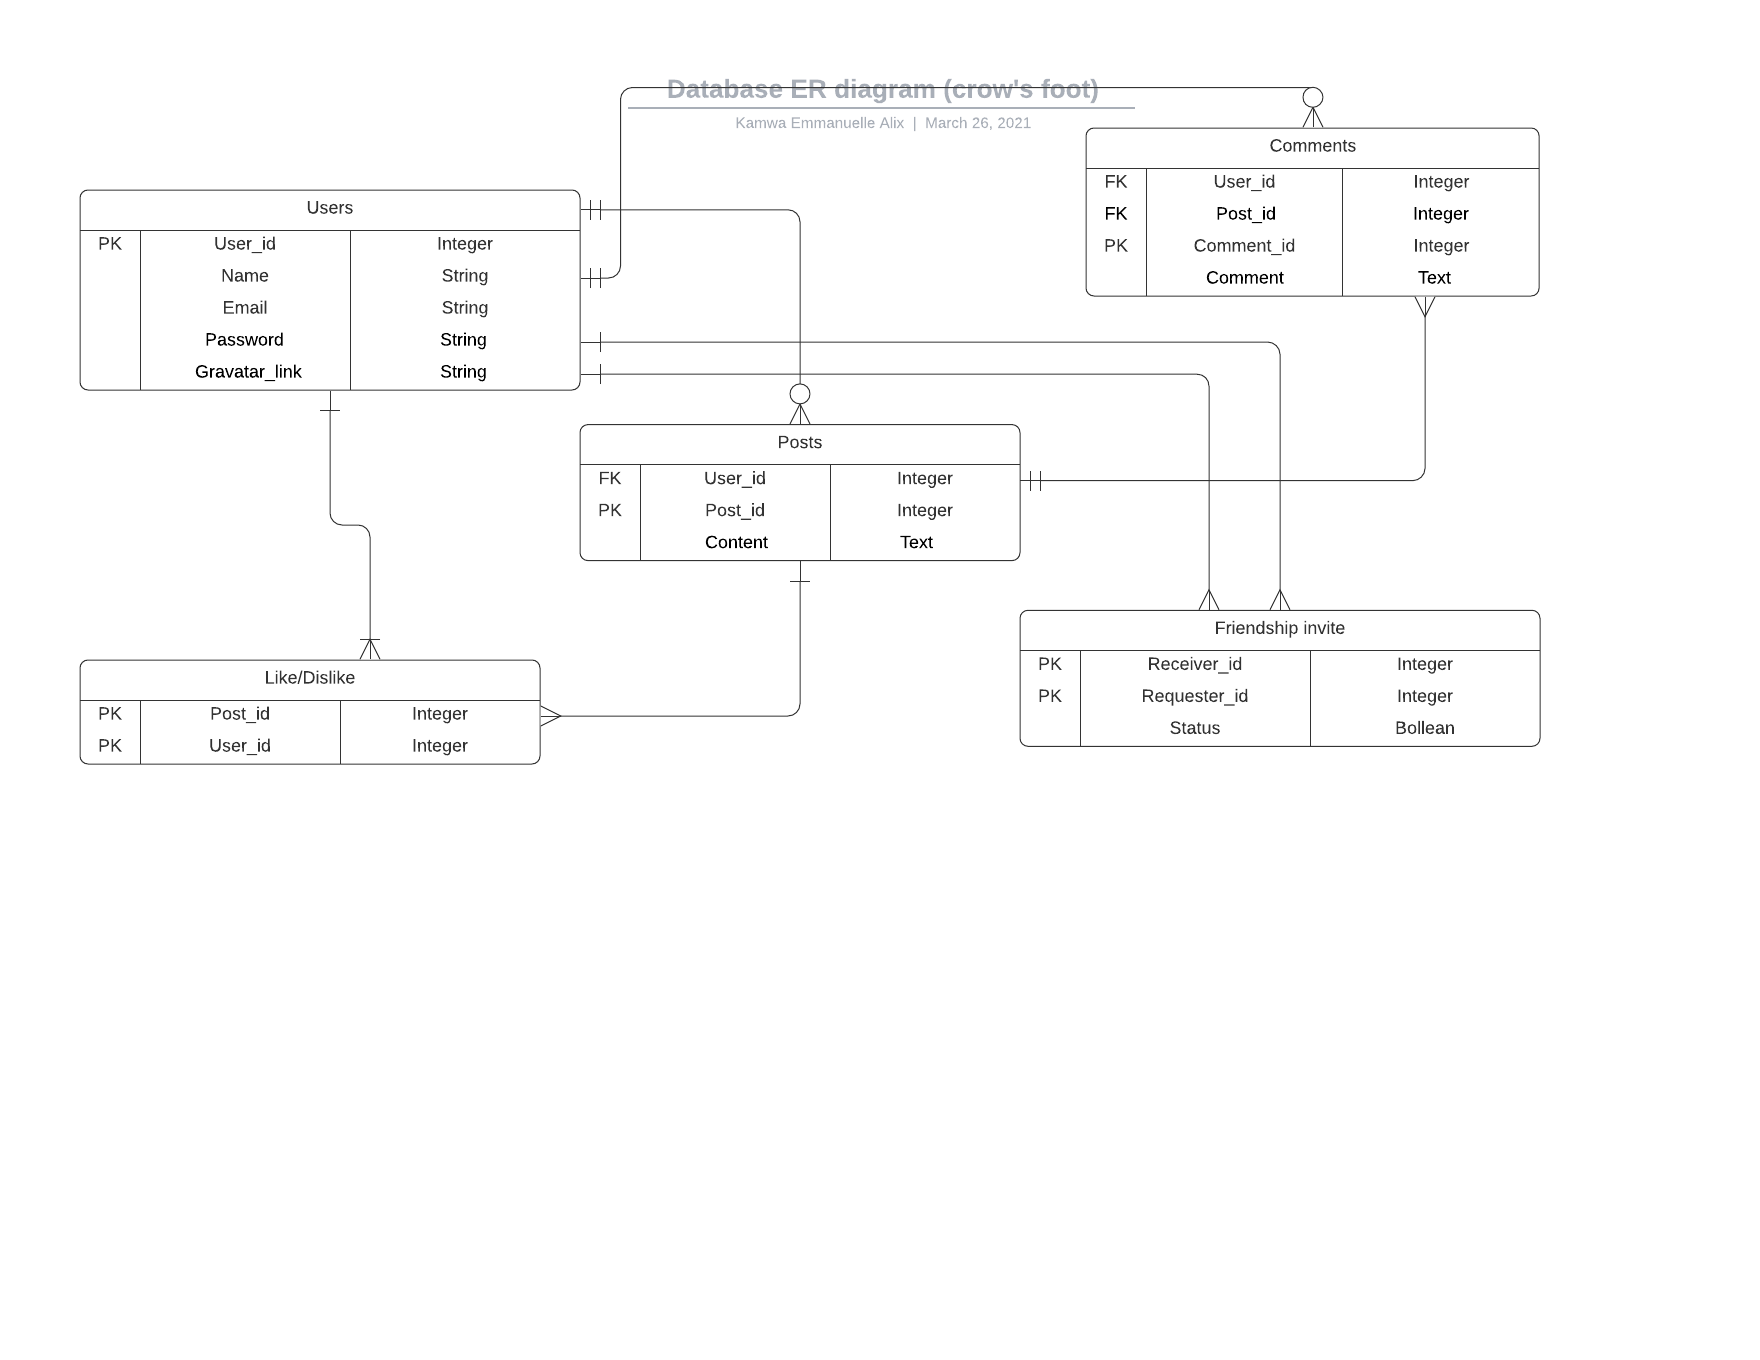 Database ER diagram (crow's foot)
Kamwa Emmanuelle Alix | March 26, 2021
Comments
FK User_id Integer
FK Post_id Integer
PK Comment_id Integer
Comment Text
Users
PK User_id Integer
Name String
Email String
Password String
Gravatar_link String
Posts
FK User_id Integer
PK Post_id Integer
Content Text
Friendship invite
PK Receiver_id Integer
PK Requester_id Integer
Status Bollean
Like/Dislike
PK Post_id Integer
PK User_id Integer